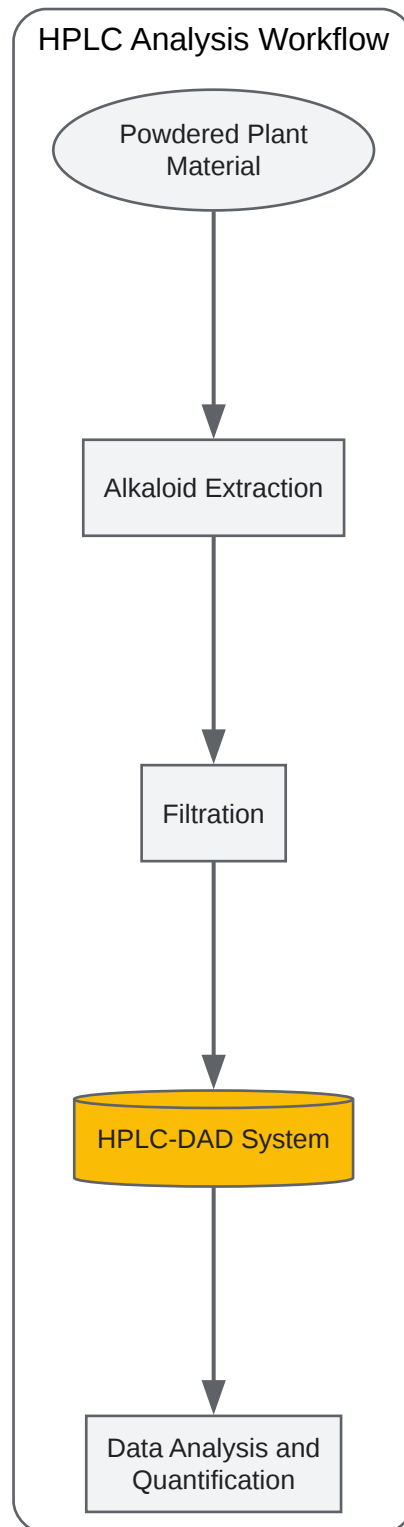 HPLC Analysis Workflow
Powdered Plant
Material
Alkaloid Extraction
Filtration
HPLC-DAD System
Data Analysis and
Quantification